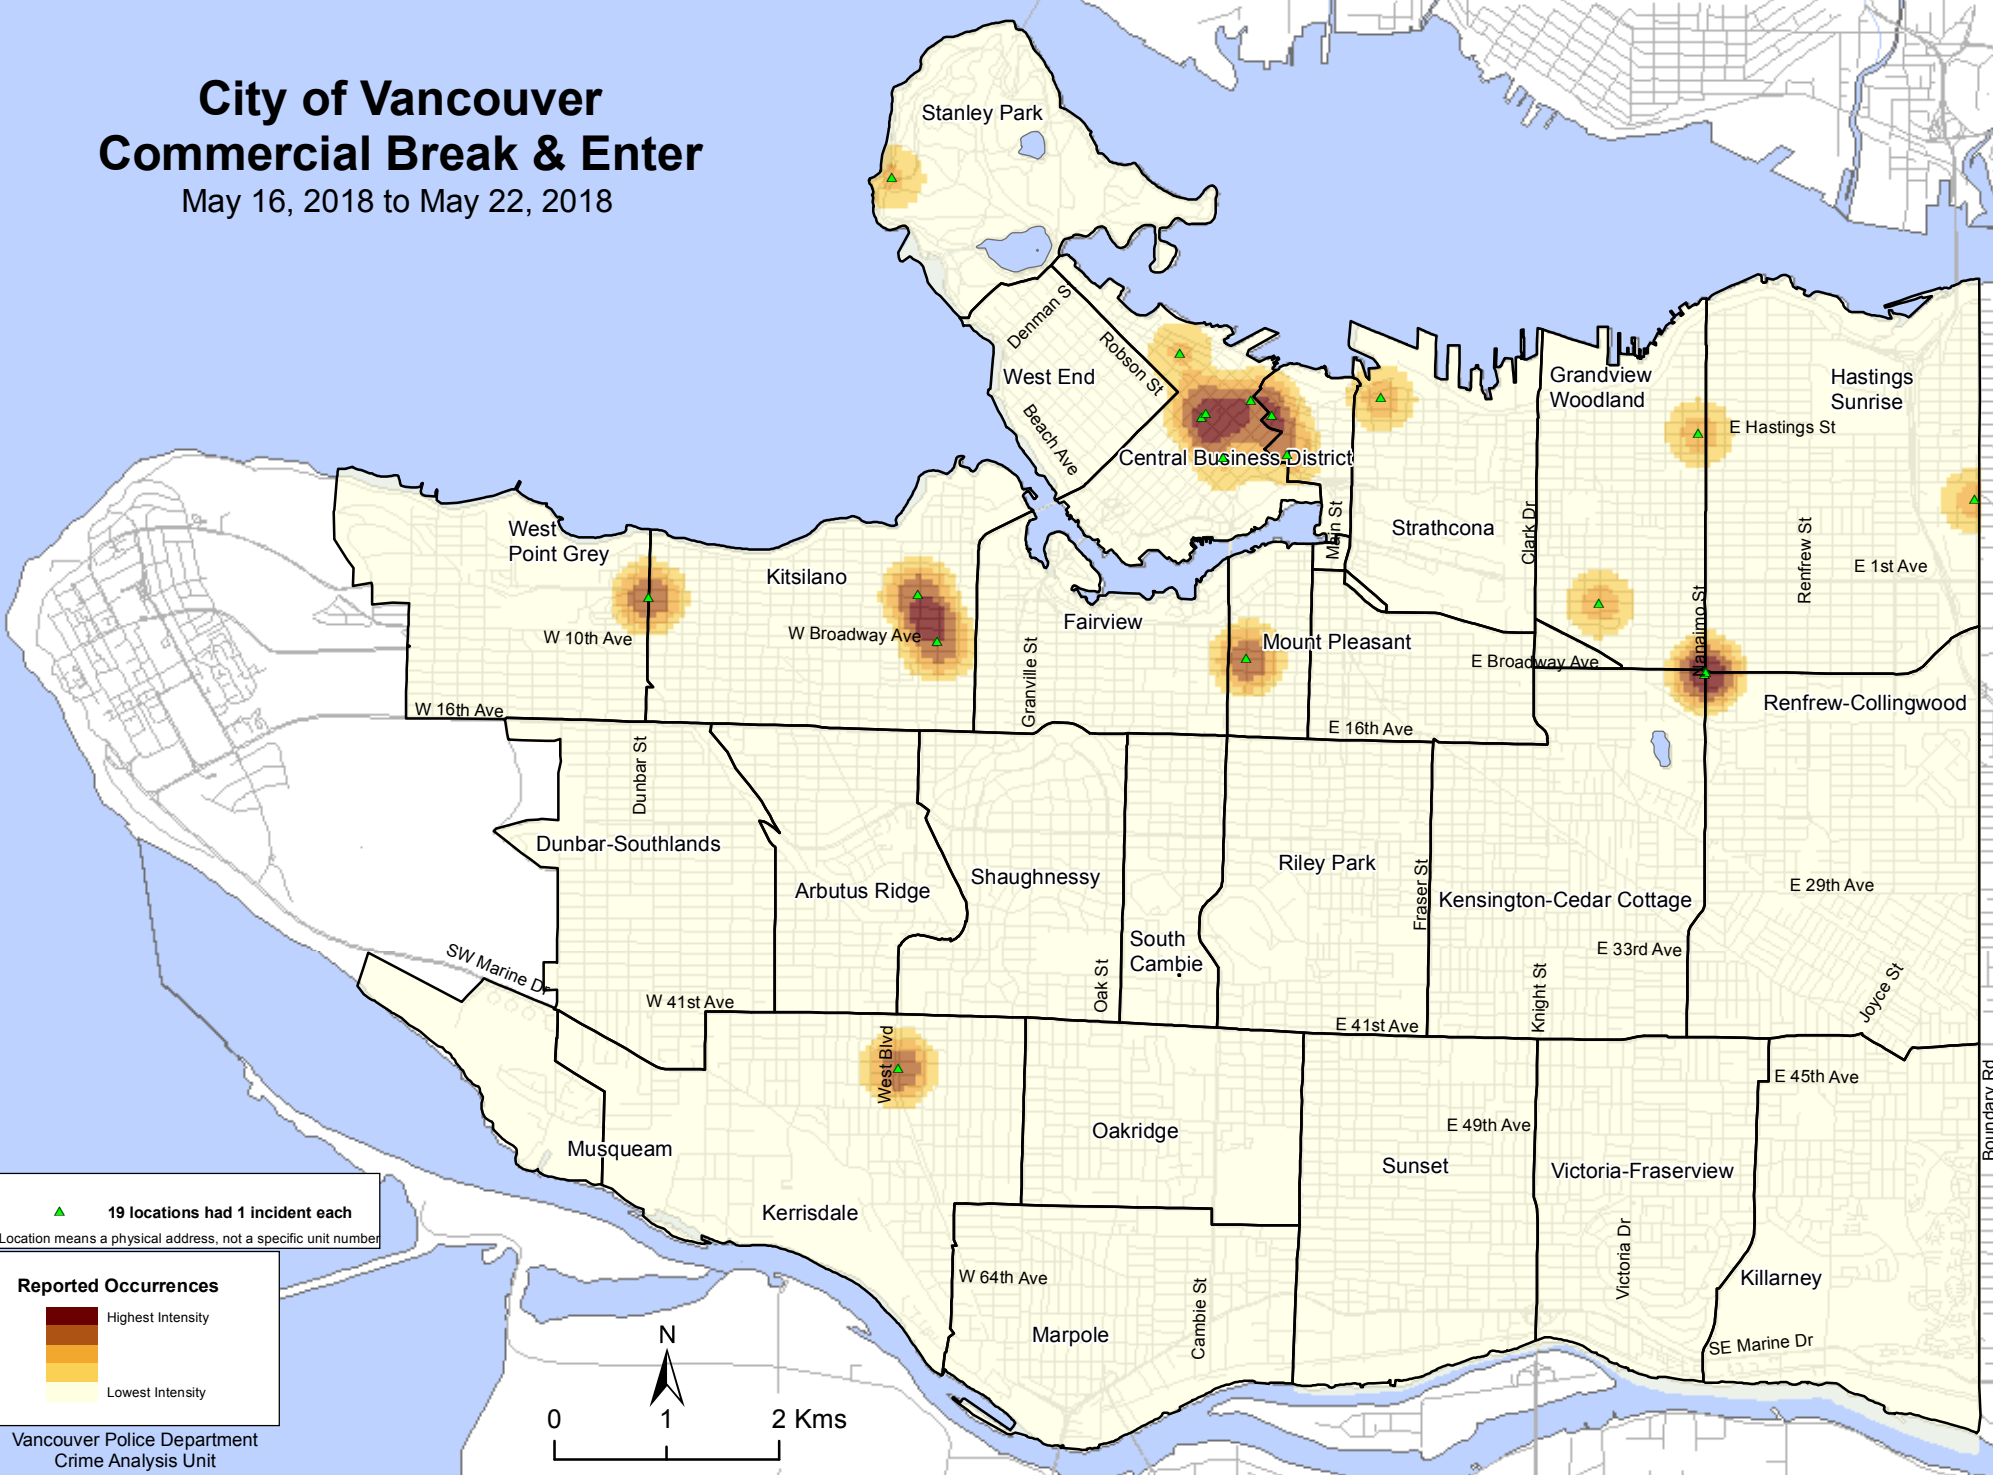 City of Vancouver
Commercial Break & Enter
May 16, 2018 to May 22, 2018
Stanley Park
Denman S
Robson St
West End
Beach Ave
Central Business District
Grandview
Woodland
Hastings
Sunrise
E Hastings St
West
Point Grey
Kitsilano
Main St
Strathcona
Clark Dr
Renfrew St
E 1st Ave
W 10th Ave
W Broadway Ave
Fairview
Granville St
Mount Pleasant
E Broadway Ave
Nanaimo St
Renfrew-Collingwood
W 16th Ave
E 16th Ave
Dunbar St
Dunbar-Southlands
Arbutus Ridge
Shaughnessy
Riley Park
Fraser St
Kensington-Cedar Cottage
E 29th Ave
South
Cambie
Oak St
E 33rd Ave
Knight St
Joyce St
SW Marine Dr
W 41st Ave
E 41st Ave
West Blvd
E 45th Ave
Boundary Rd
Musqueam
Oakridge
E 49th Ave
Sunset
Victoria-Fraserview
Kerrisdale
Victoria Dr
W 64th Ave
Cambie St
Killarney
Marpole
SE Marine Dr
19 locations had 1 incident each
Location means a physical address, not a specific unit number
Reported Occurrences
Highest Intensity
Lowest Intensity
N
0 1 2 Kms
Vancouver Police Department
Crime Analysis Unit